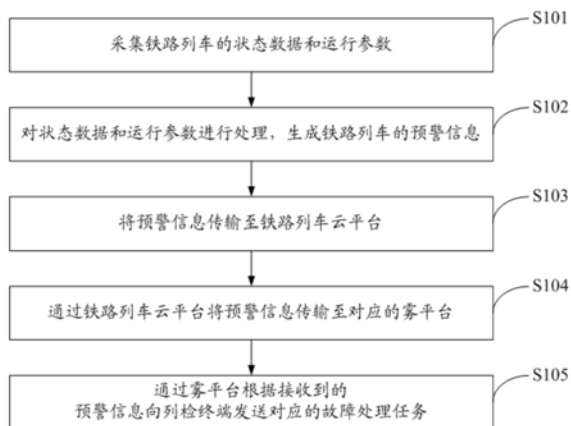 采集铁路列车的状态数据和运行参数
S101
对状态数据和运行参数进行处理，生成铁路列车的预警信息
S102
将预警信息传输至铁路列车云平台
S103
通过铁路列车云平台将预警信息传输至对应的雾平台
S104
通过雾平台根据接收到的
预警信息向列检终端发送对应的故障处理任务
S105